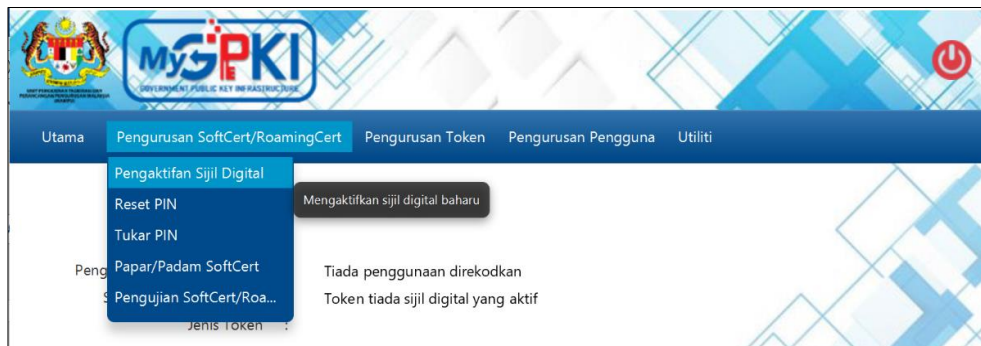 MyGPKI
GOVERNMENT PUBLIC KEY INFRASTRUCTURE
Utama Pengurusan SoftCert/RoamingCert Pengurusan Token Pengurusan Pengguna Utiliti
Pengaktifan Sijil Digital
Mengaktifkan sijil digital baharu
Reset PIN
Tukar PIN
Papar/Padam SoftCert
Pengujian SoftCert/Roa...
Peng
Tiada penggunaan direkodkan
Token tiada sijil digital yang aktif
Jenis Token :